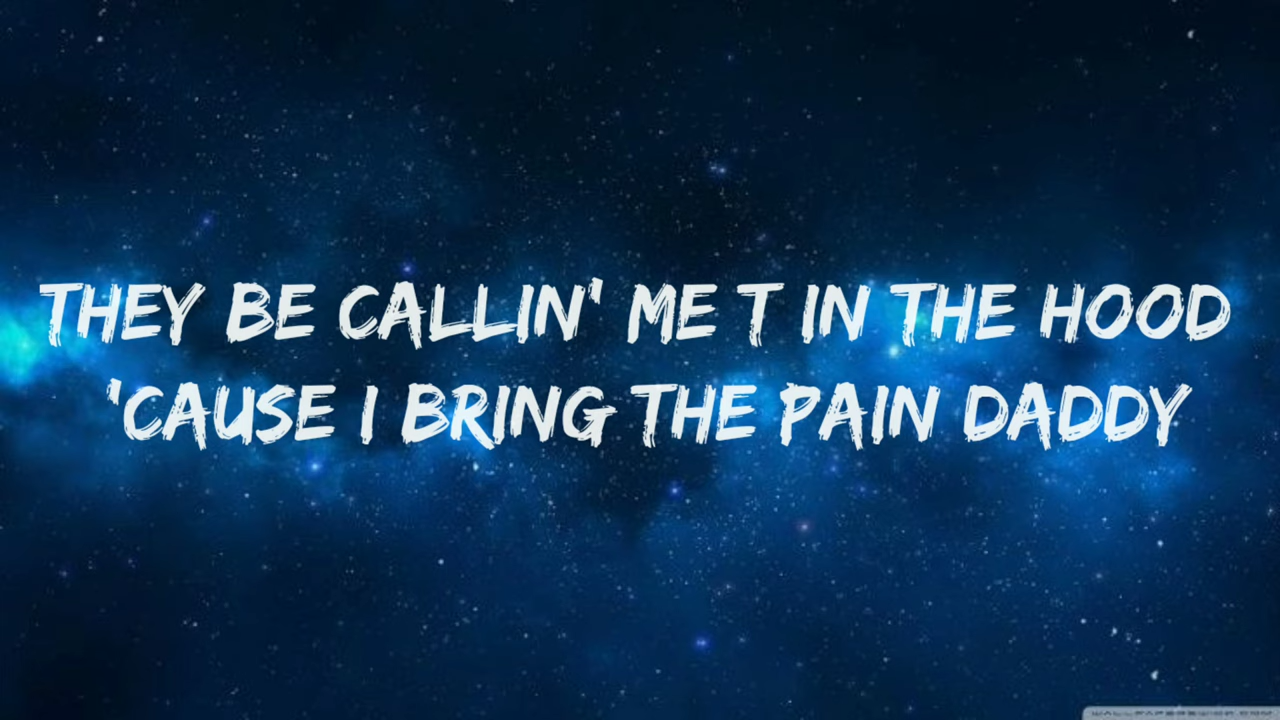 THEY BE CALLIN' ME T IN THE HOOD
'CAUSE I BRING THE PAIN DADDY